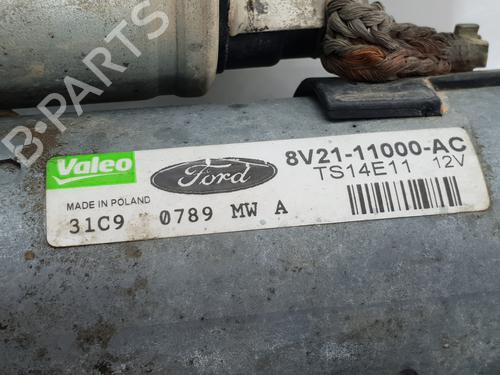 B-Parts
Valeo
Ford
8V21-11000-AC
TS14E11 12V
MADE IN POLAND
31C9 0789 MW A